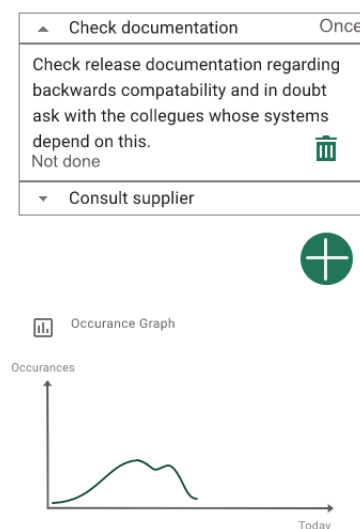 Check documentation Once
Check release documentation regarding
backwards compatability and in doubt
ask with the collegues whose systems
depend on this.
Not done
Consult supplier
Occurance Graph
Occurances
Today